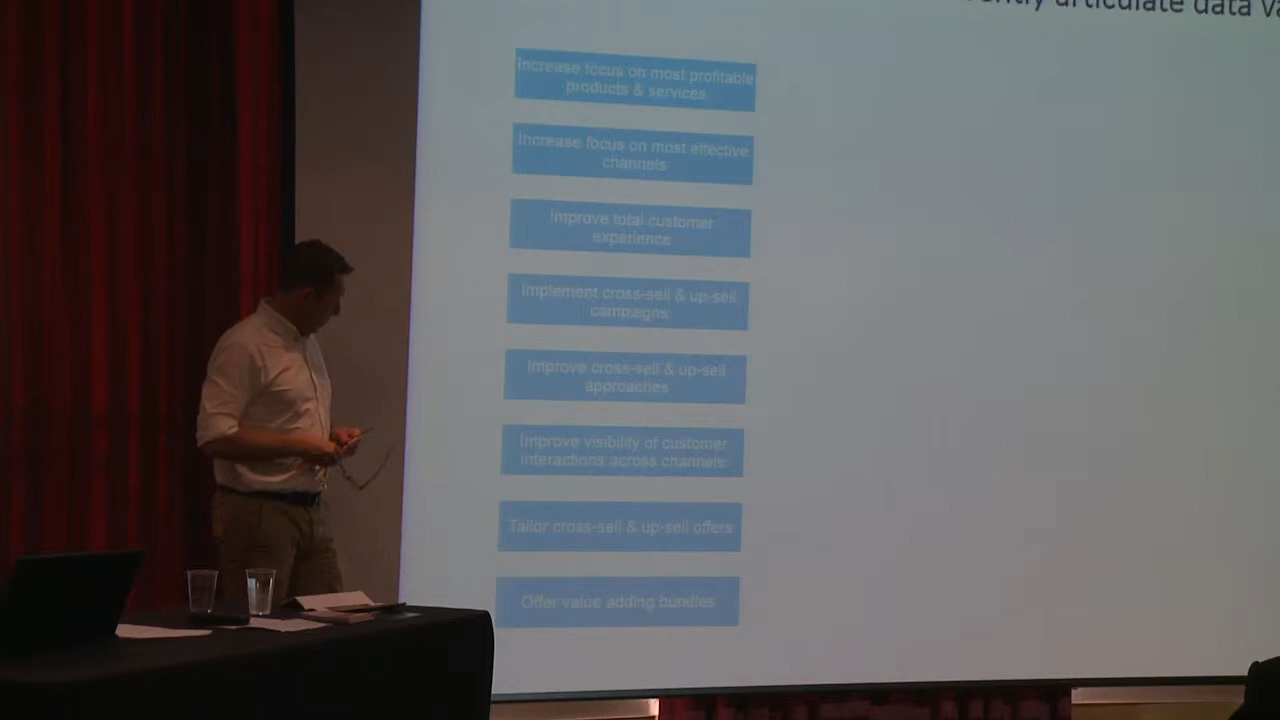 articulate data
Increase focus on most profitable
products & services
Increase focus on most effective
channels
Improve total customer
experience
Implement cross-sell & up-sell
campaigns
Improve cross-sell & up-sell
approaches
Improve visibility of customer
interactions across channels
Tailor cross-sell & up-sell offers
Offer value adding bundles